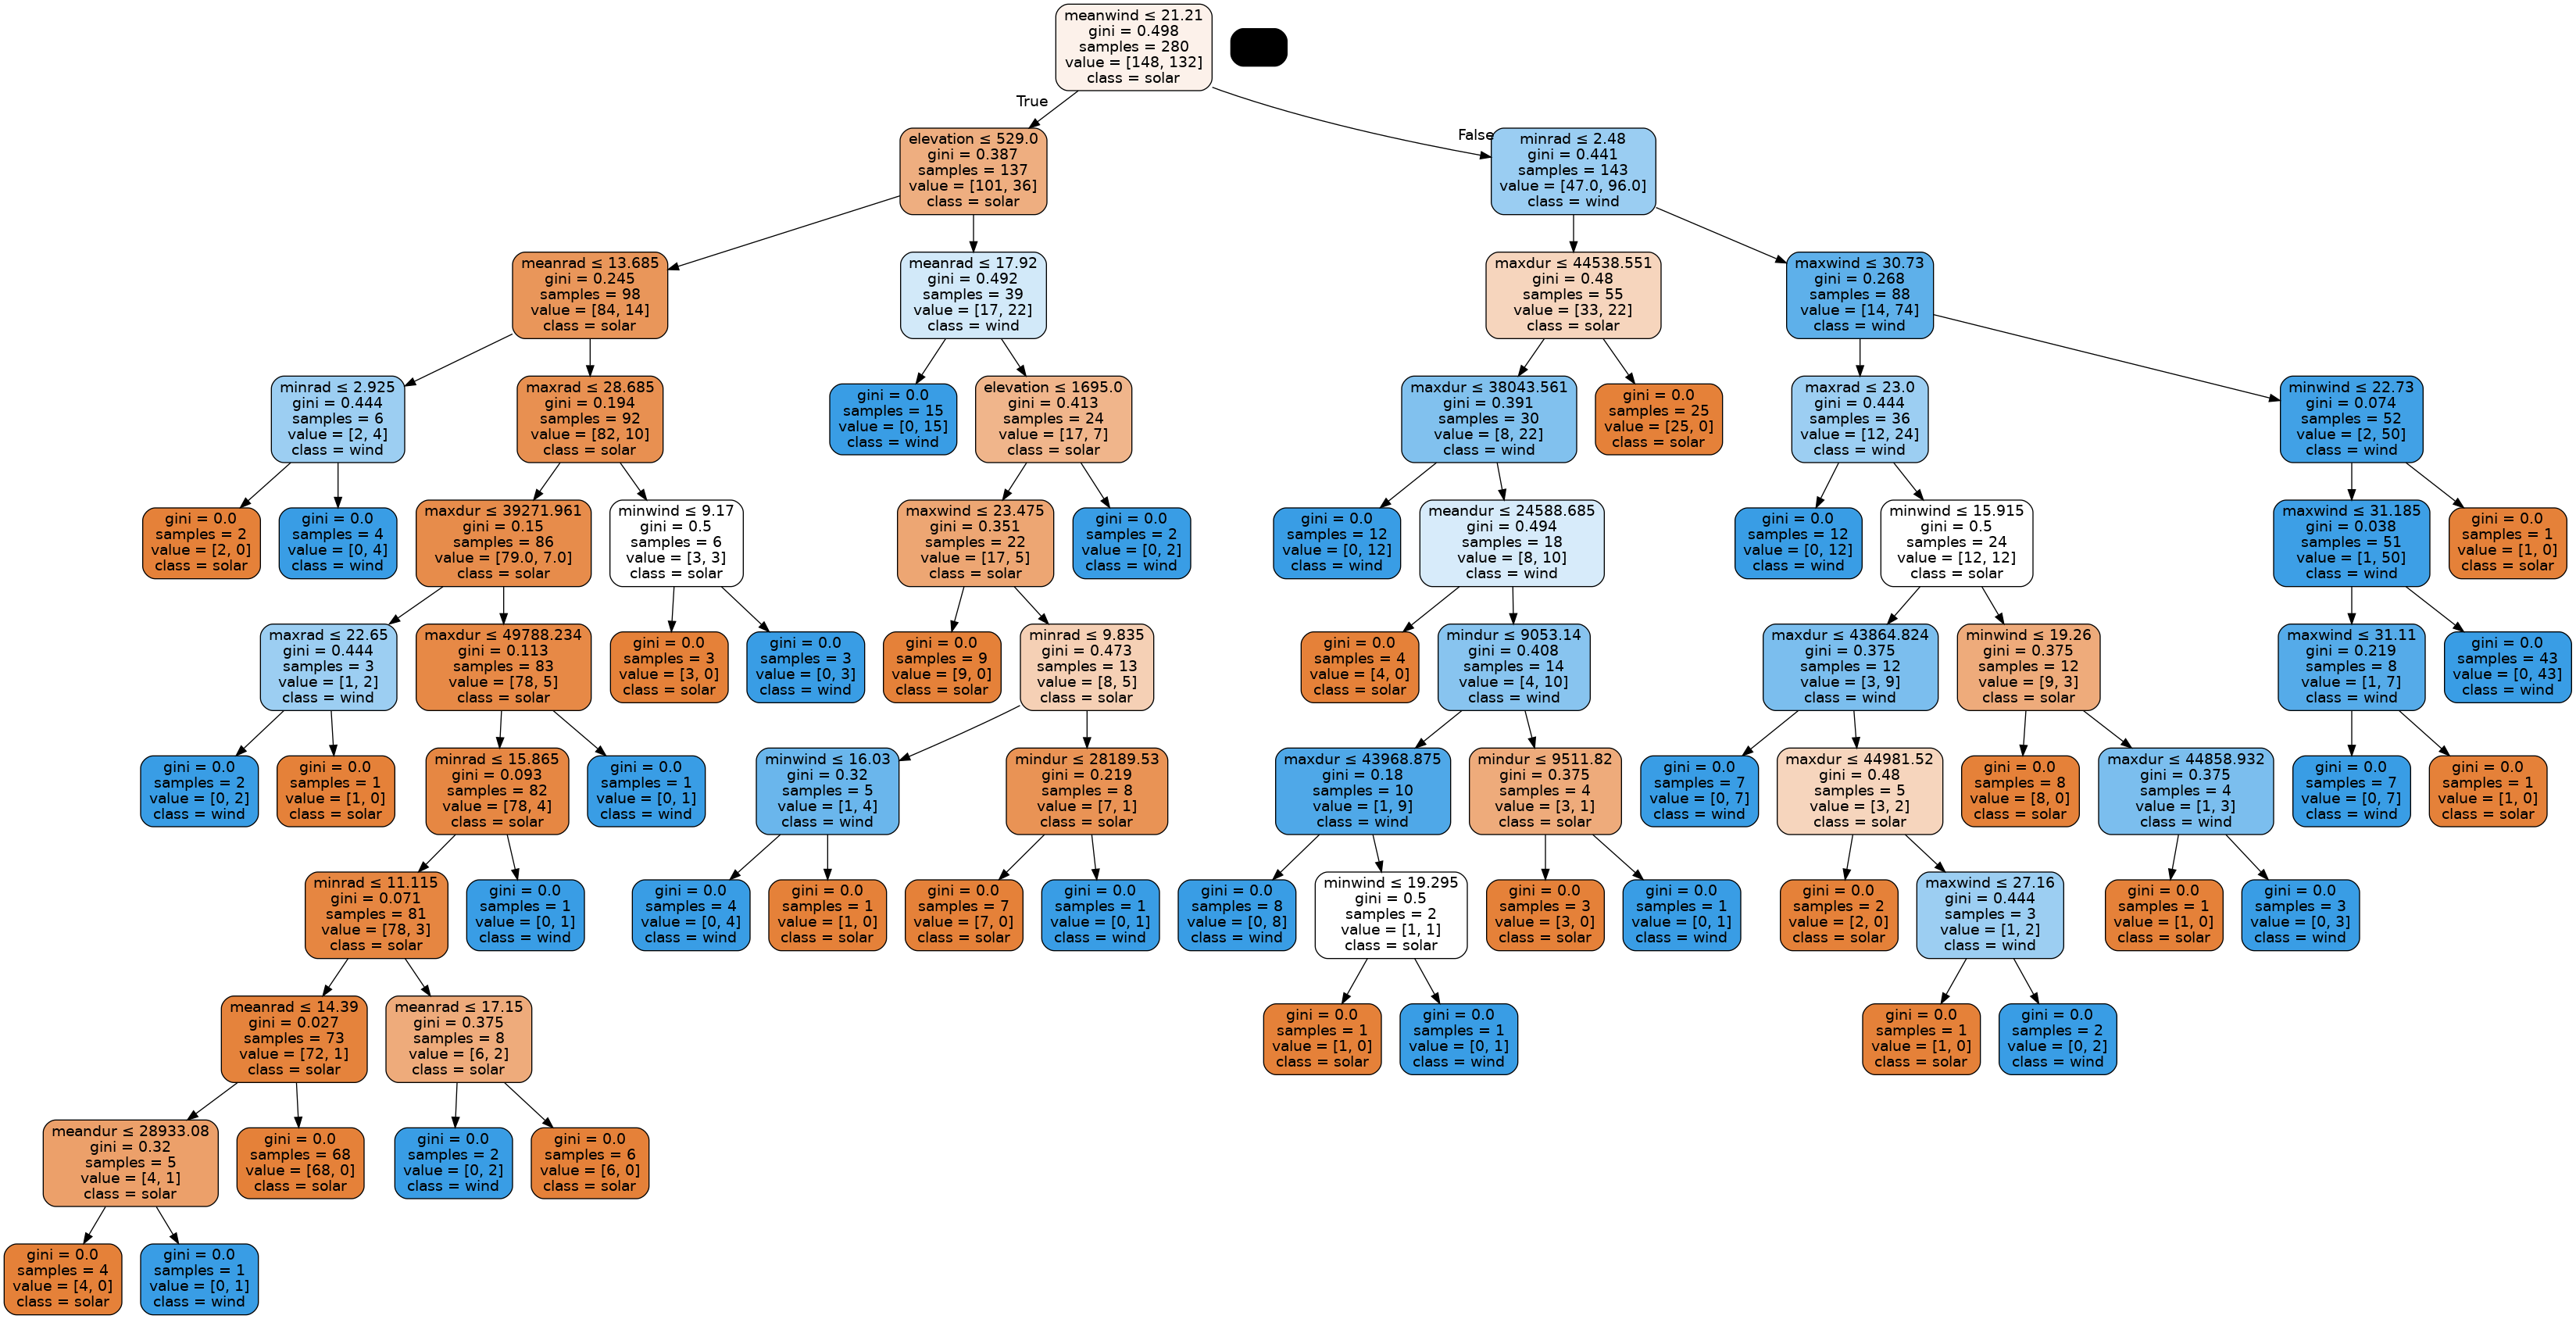 meanwind ≤ 21.21
gini = 0.498
samples = 280
value = [148, 132]
class = solar
True
False
elevation ≤ 529.0
gini = 0.387
samples = 137
value = [101, 36]
class = solar
minrad ≤ 2.48
gini = 0.441
samples = 143
value = [47.0, 96.0]
class = wind
meanrad ≤ 13.685
gini = 0.245
samples = 98
value = [84, 14]
class = solar
meanrad ≤ 17.92
gini = 0.492
samples = 39
value = [17, 22]
class = wind
maxdur ≤ 44538.551
gini = 0.48
samples = 55
value = [33, 22]
class = solar
maxwind ≤ 30.73
gini = 0.268
samples = 88
value = [14, 74]
class = wind
minrad ≤ 2.925
gini = 0.444
samples = 6
value = [2, 4]
class = wind
maxrad ≤ 28.685
gini = 0.194
samples = 92
value = [82, 10]
class = solar
gini = 0.0
samples = 15
value = [0, 15]
class = wind
elevation ≤ 1695.0
gini = 0.413
samples = 24
value = [17, 7]
class = solar
maxdur ≤ 38043.561
gini = 0.391
samples = 30
value = [8, 22]
class = wind
gini = 0.0
samples = 25
value = [25, 0]
class = solar
maxrad ≤ 23.0
gini = 0.444
samples = 36
value = [12, 24]
class = wind
minwind ≤ 22.73
gini = 0.074
samples = 52
value = [2, 50]
class = wind
gini = 0.0
samples = 2
value = [2, 0]
class = solar
gini = 0.0
samples = 4
value = [0, 4]
class = wind
maxdur ≤ 39271.961
gini = 0.15
samples = 86
value = [79.0, 7.0]
class = solar
minwind ≤ 9.17
gini = 0.5
samples = 6
value = [3, 3]
class = solar
maxwind ≤ 23.475
gini = 0.351
samples = 22
value = [17, 5]
class = solar
gini = 0.0
samples = 2
value = [0, 2]
class = wind
gini = 0.0
samples = 12
value = [0, 12]
class = wind
meandur ≤ 24588.685
gini = 0.494
samples = 18
value = [8, 10]
class = wind
gini = 0.0
samples = 12
value = [0, 12]
class = wind
minwind ≤ 15.915
gini = 0.5
samples = 24
value = [12, 12]
class = solar
maxwind ≤ 31.185
gini = 0.038
samples = 51
value = [1, 50]
class = wind
gini = 0.0
samples = 1
value = [1, 0]
class = solar
maxrad ≤ 22.65
gini = 0.444
samples = 3
value = [1, 2]
class = wind
maxdur ≤ 49788.234
gini = 0.113
samples = 83
value = [78, 5]
class = solar
gini = 0.0
samples = 3
value = [3, 0]
class = solar
gini = 0.0
samples = 3
value = [0, 3]
class = wind
gini = 0.0
samples = 9
value = [9, 0]
class = solar
minrad ≤ 9.835
gini = 0.473
samples = 13
value = [8, 5]
class = solar
gini = 0.0
samples = 4
value = [4, 0]
class = solar
mindur ≤ 9053.14
gini = 0.408
samples = 14
value = [4, 10]
class = wind
maxdur ≤ 43864.824
gini = 0.375
samples = 12
value = [3, 9]
class = wind
minwind ≤ 19.26
gini = 0.375
samples = 12
value = [9, 3]
class = solar
maxwind ≤ 31.11
gini = 0.219
samples = 8
value = [1, 7]
class = wind
gini = 0.0
samples = 43
value = [0, 43]
class = wind
gini = 0.0
samples = 2
value = [0, 2]
class = wind
gini = 0.0
samples = 1
value = [1, 0]
class = solar
minrad ≤ 15.865
gini = 0.093
samples = 82
value = [78, 4]
class = solar
gini = 0.0
samples = 1
value = [0, 1]
class = wind
minwind ≤ 16.03
gini = 0.32
samples = 5
value = [1, 4]
class = wind
mindur ≤ 28189.53
gini = 0.219
samples = 8
value = [7, 1]
class = solar
maxdur ≤ 43968.875
gini = 0.18
samples = 10
value = [1, 9]
class = wind
mindur ≤ 9511.82
gini = 0.375
samples = 4
value = [3, 1]
class = solar
gini = 0.0
samples = 7
value = [0, 7]
class = wind
maxdur ≤ 44981.52
gini = 0.48
samples = 5
value = [3, 2]
class = solar
gini = 0.0
samples = 8
value = [8, 0]
class = solar
maxdur ≤ 44858.932
gini = 0.375
samples = 4
value = [1, 3]
class = wind
gini = 0.0
samples = 7
value = [0, 7]
class = wind
gini = 0.0
samples = 1
value = [1, 0]
class = solar
minrad ≤ 11.115
gini = 0.071
samples = 81
value = [78, 3]
class = solar
gini = 0.0
samples = 1
value = [0, 1]
class = wind
gini = 0.0
samples = 4
value = [0, 4]
class = wind
gini = 0.0
samples = 1
value = [1, 0]
class = solar
gini = 0.0
samples = 7
value = [7, 0]
class = solar
gini = 0.0
samples = 1
value = [0, 1]
class = wind
gini = 0.0
samples = 8
value = [0, 8]
class = wind
minwind ≤ 19.295
gini = 0.5
samples = 2
value = [1, 1]
class = solar
gini = 0.0
samples = 3
value = [3, 0]
class = solar
gini = 0.0
samples = 1
value = [0, 1]
class = wind
gini = 0.0
samples = 2
value = [2, 0]
class = solar
maxwind ≤ 27.16
gini = 0.444
samples = 3
value = [1, 2]
class = wind
gini = 0.0
samples = 1
value = [1, 0]
class = solar
gini = 0.0
samples = 3
value = [0, 3]
class = wind
meanrad ≤ 14.39
gini = 0.027
samples = 73
value = [72, 1]
class = solar
meanrad ≤ 17.15
gini = 0.375
samples = 8
value = [6, 2]
class = solar
gini = 0.0
samples = 1
value = [1, 0]
class = solar
gini = 0.0
samples = 1
value = [0, 1]
class = wind
gini = 0.0
samples = 1
value = [1, 0]
class = solar
gini = 0.0
samples = 2
value = [0, 2]
class = wind
meandur ≤ 28933.08
gini = 0.32
samples = 5
value = [4, 1]
class = solar
gini = 0.0
samples = 68
value = [68, 0]
class = solar
gini = 0.0
samples = 2
value = [0, 2]
class = wind
gini = 0.0
samples = 6
value = [6, 0]
class = solar
gini = 0.0
samples = 4
value = [4, 0]
class = solar
gini = 0.0
samples = 1
value = [0, 1]
class = wind